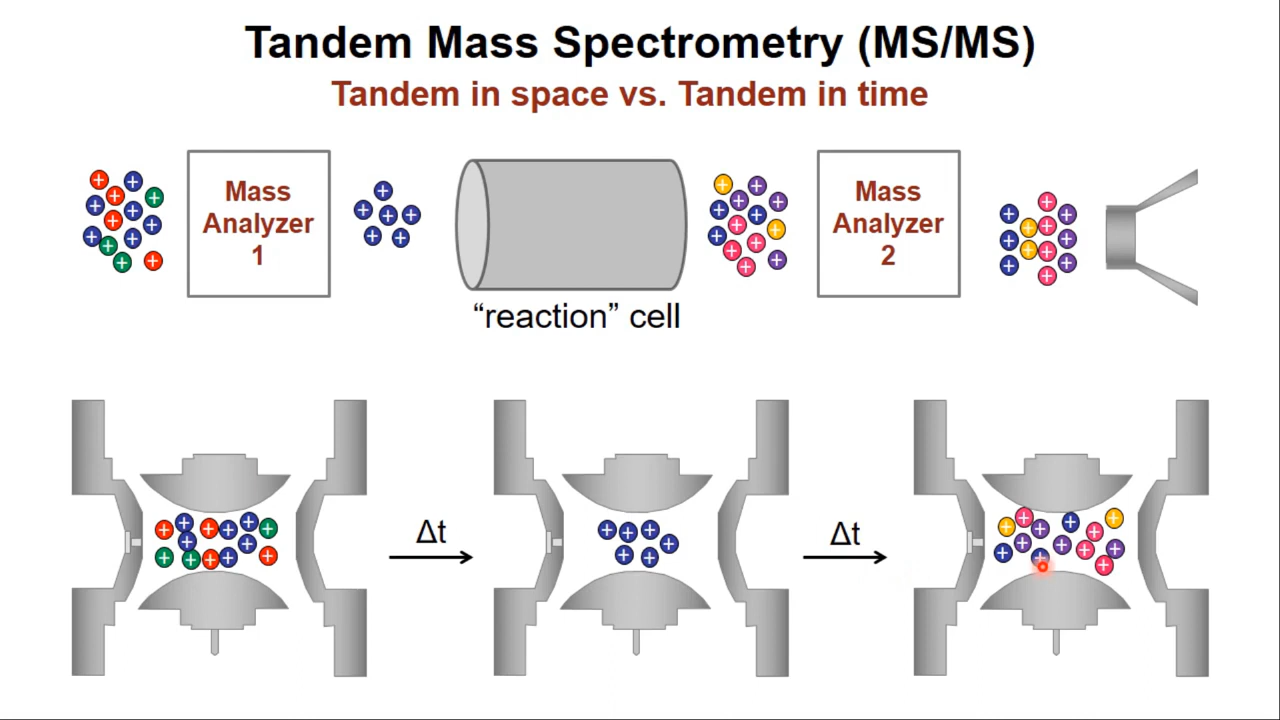 Tandem Mass Spectrometry (MS/MS)
Tandem in space vs. Tandem in time
Mass
Analyzer
1
Mass
Analyzer
2
“reaction” cell
Δt
Δt